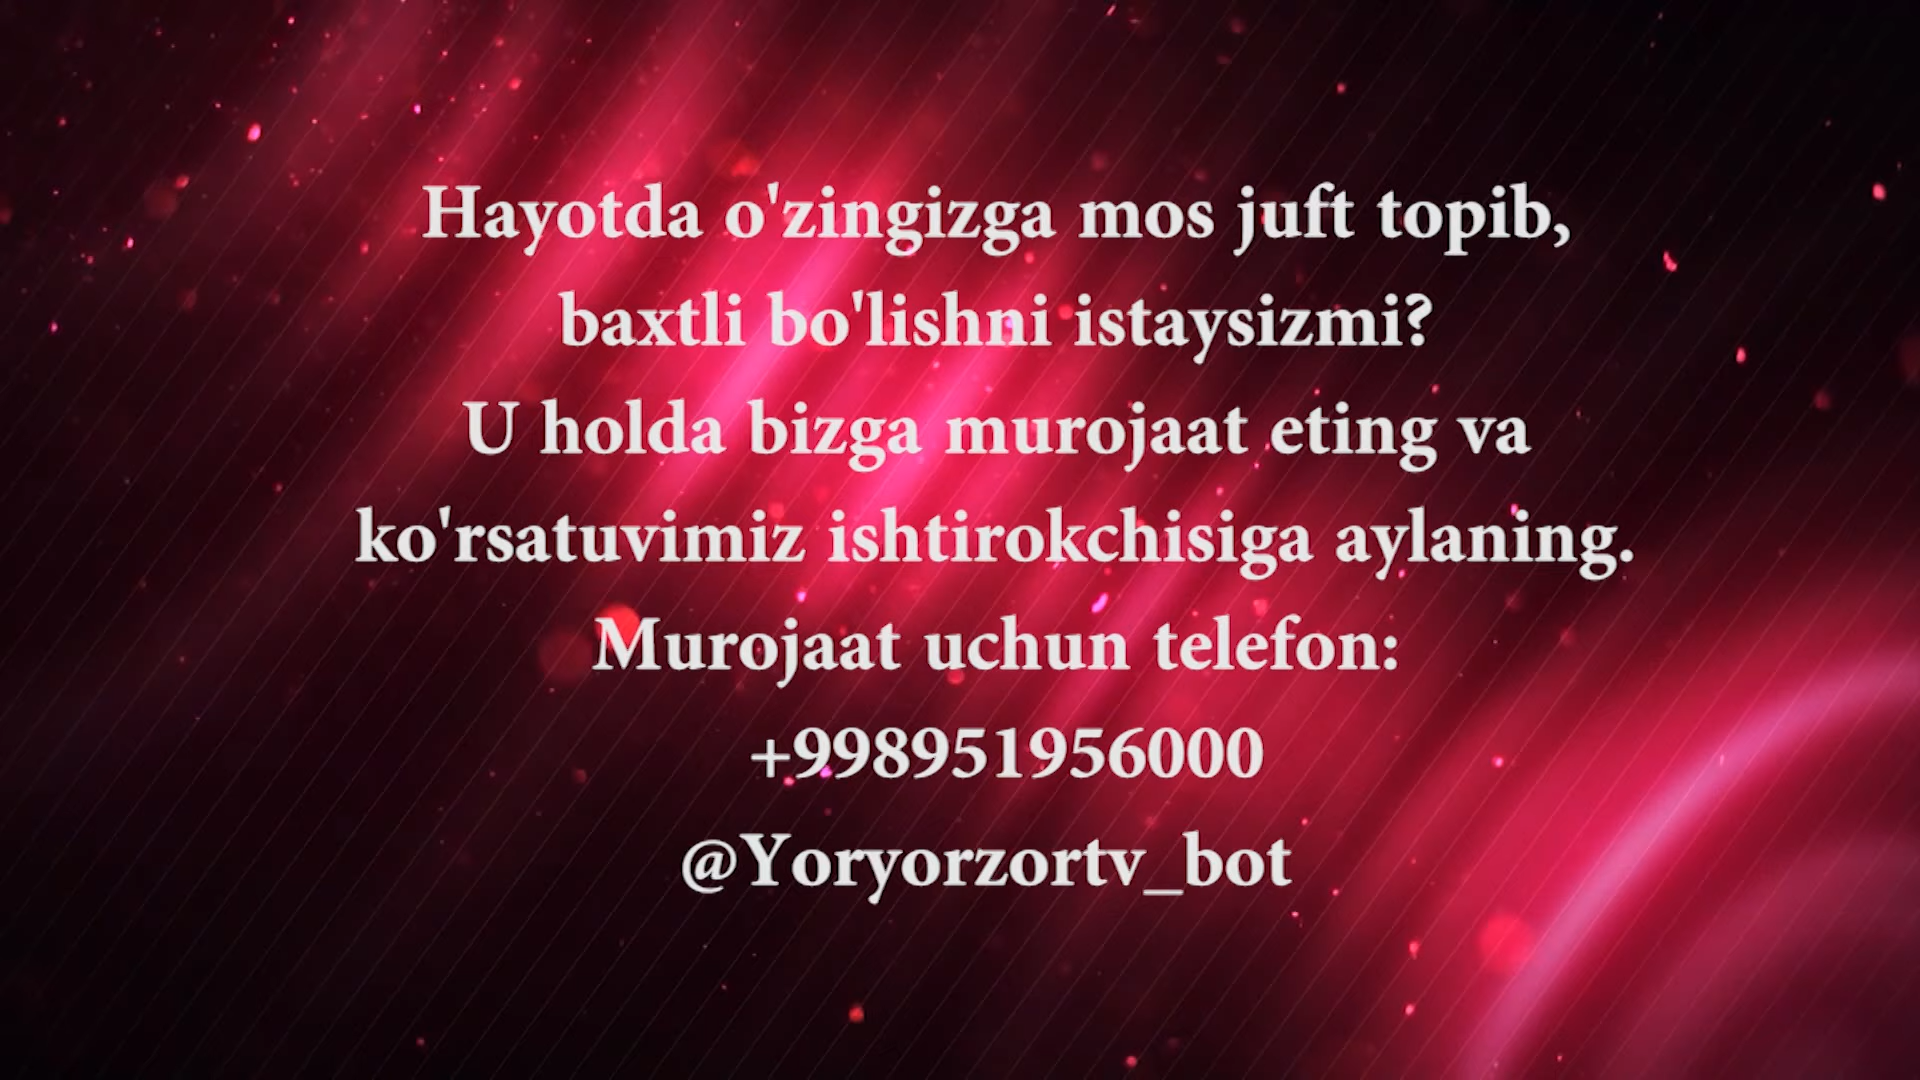 Hayotda o'zingizga mos juft topib,
baxtli bo'lishni istaysizmi?
U holda bizga murojaat eting va
ko'rsatuvimiz ishtirokchisiga aylaning.
Murojaat uchun telefon:
+998951956000
@Yoryorzortv_bot